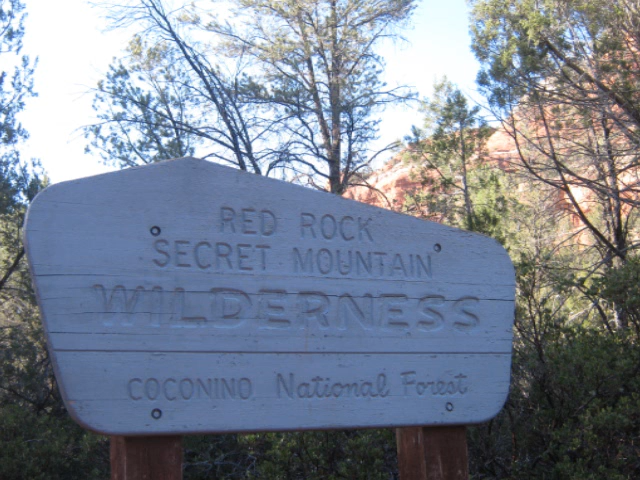 RED ROCK
SECRET MOUNTAIN
WILDERNESS
COCONINO National Forest